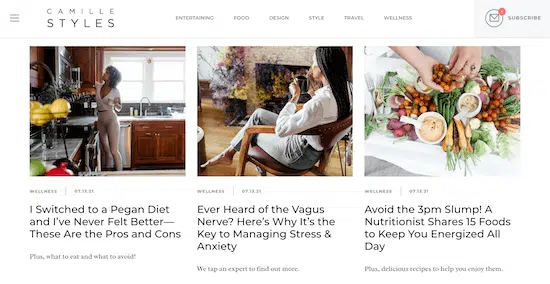 CAMILLE
STYLES
ENTERTAINING FOOD DESIGN STYLE TRAVEL WELLNESS
SUBSCRIBE
WELLNESS 07.13.21
I Switched to a Pegan Diet
and I've Never Felt Better—
These Are the Pros and Cons
Plus, what to eat and what to avoid!
WELLNESS 07.13.21
Ever Heard of the Vagus
Nerve? Here's Why It's the
Key to Managing Stress &
Anxiety
We tap an expert to find out more.
WELLNESS 07.13.21
Avoid the 3pm Slump! A
Nutritionist Shares 15 Foods
to Keep You Energized All
Day
Plus, delicious recipes to help you enjoy them.